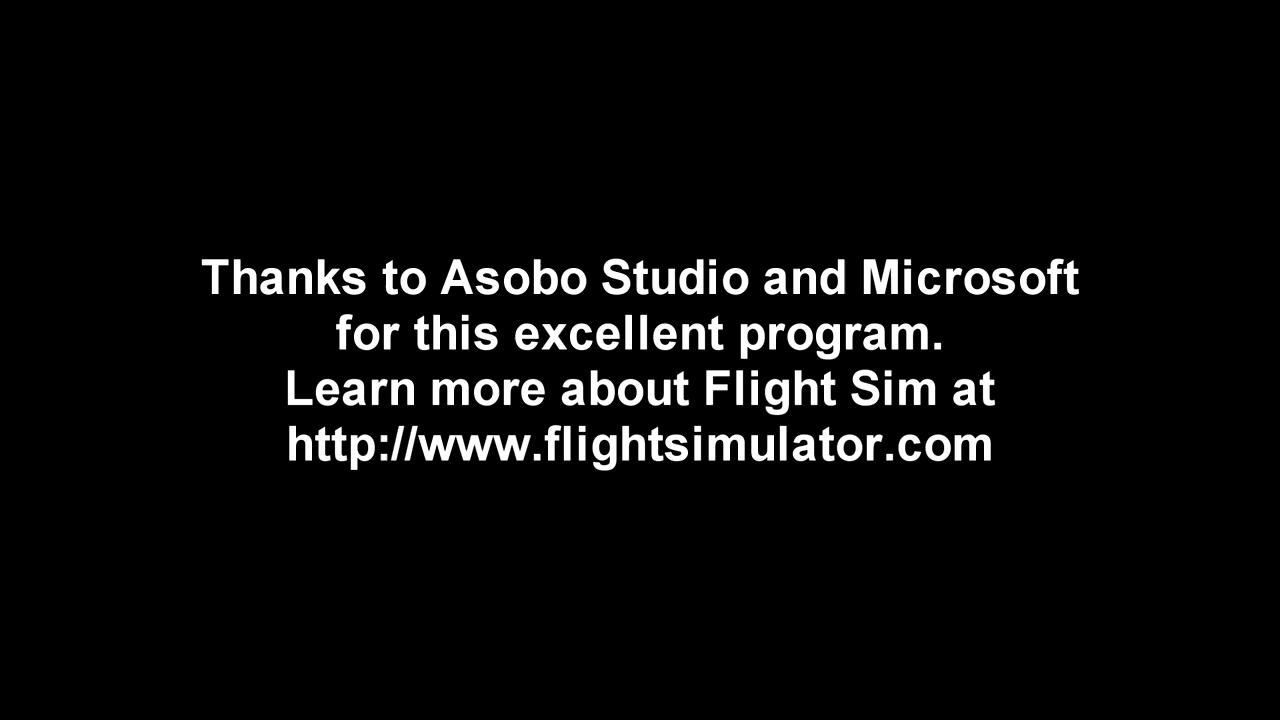 Thanks to Asobo Studio and Microsoft
for this excellent program.
Learn more about Flight Sim at
http://www.flightsimulator.com